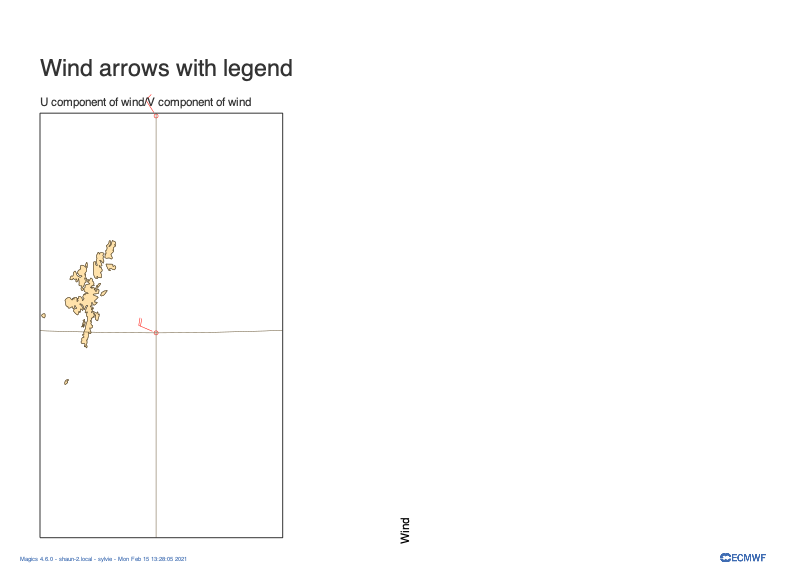 Wind arrows with legend
U component of wind/V component of wind
Wind
Magics 4.6.0 - shaun-2.local - sylvie - Mon Feb 15 13:28:05 2021
ECMWF